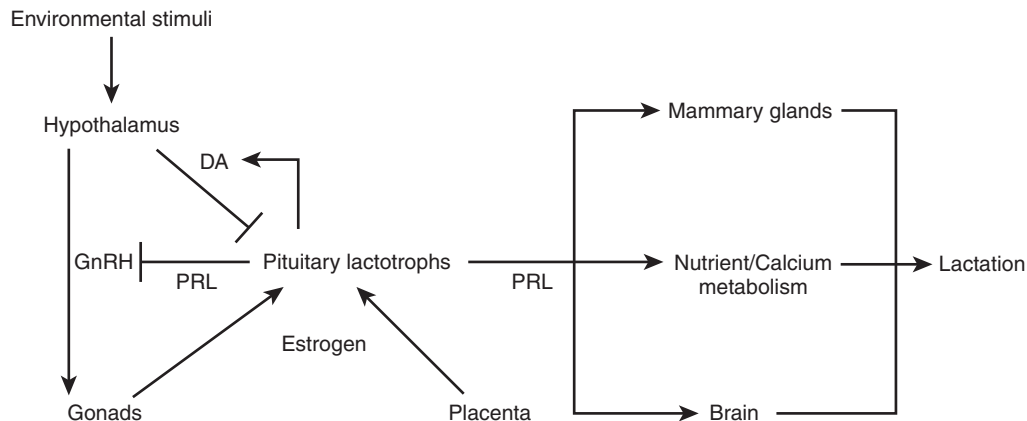 Environmental stimuli
Hypothalamus
DA
Mammary glands
GnRH
PRL
Pituitary lactotrophs
PRL
Nutrient/Calcium
metabolism
Lactation
Estrogen
Gonads
Placenta
Brain